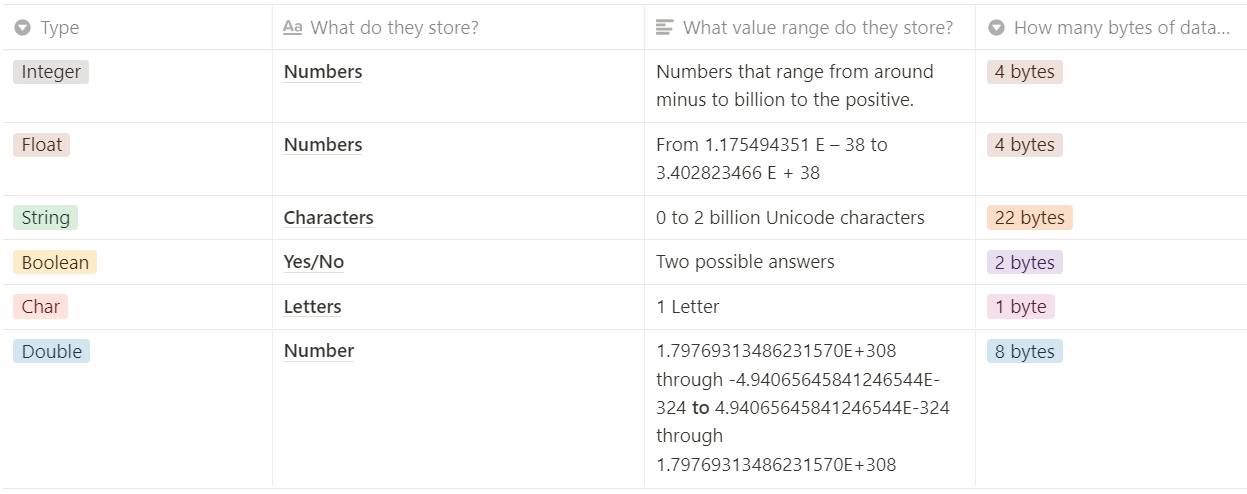 Type
Aa What do they store?
What value range do they store?
How many bytes of data...
Integer
Numbers
Numbers that range from around
minus to billion to the positive.
4 bytes
Float
Numbers
From 1.175494351 E – 38 to
3.402823466 E + 38
4 bytes
String
Characters
0 to 2 billion Unicode characters
22 bytes
Boolean
Yes/No
Two possible answers
2 bytes
Char
Letters
1 Letter
1 byte
Double
Number
1.79769313486231570E+308
through -4.94065645841246544E-
324 to 4.94065645841246544E-324
through
1.79769313486231570E+308
8 bytes